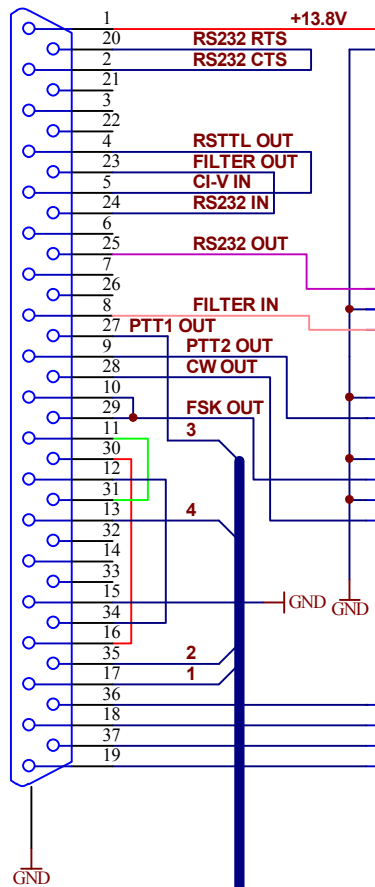 1 +13.8V
20 RS232 RTS
2 RS232 CTS
21
3
22
4 RSTTL OUT
23 FILTER OUT
5 CI-V IN
24 RS232 IN
6
25 RS232 OUT
7
26
8 FILTER IN
27 PTT1 OUT
9 PTT2 OUT
28 CW OUT
10
29 FSK OUT
11 3
30
12
31
13 4
32
14
33
15 GND GND
34
16
35 2
17 1
36
18
37
19
GND